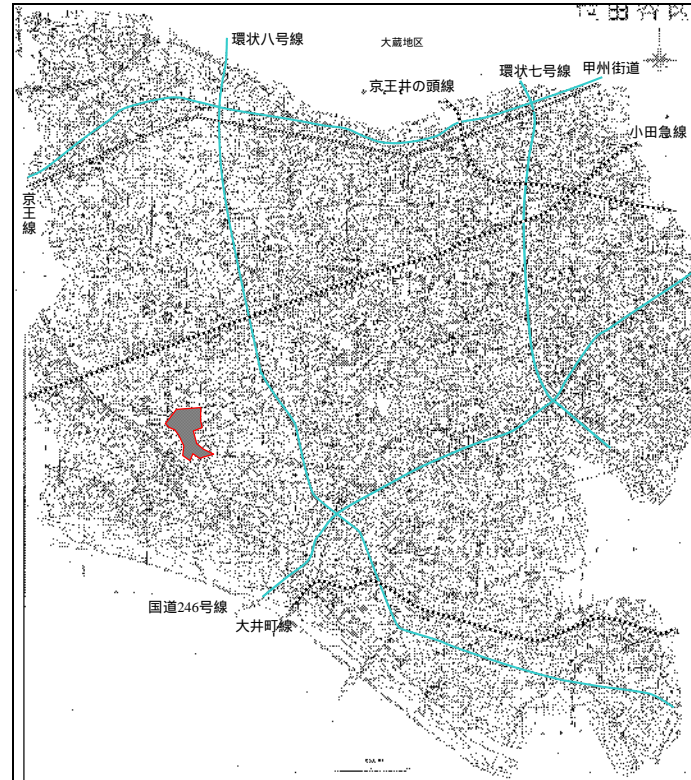 環状八号線
大蔵地区
環状七号線
甲州街道
京王井の頭線
小田急線
京王線
国道246号線
大井町線